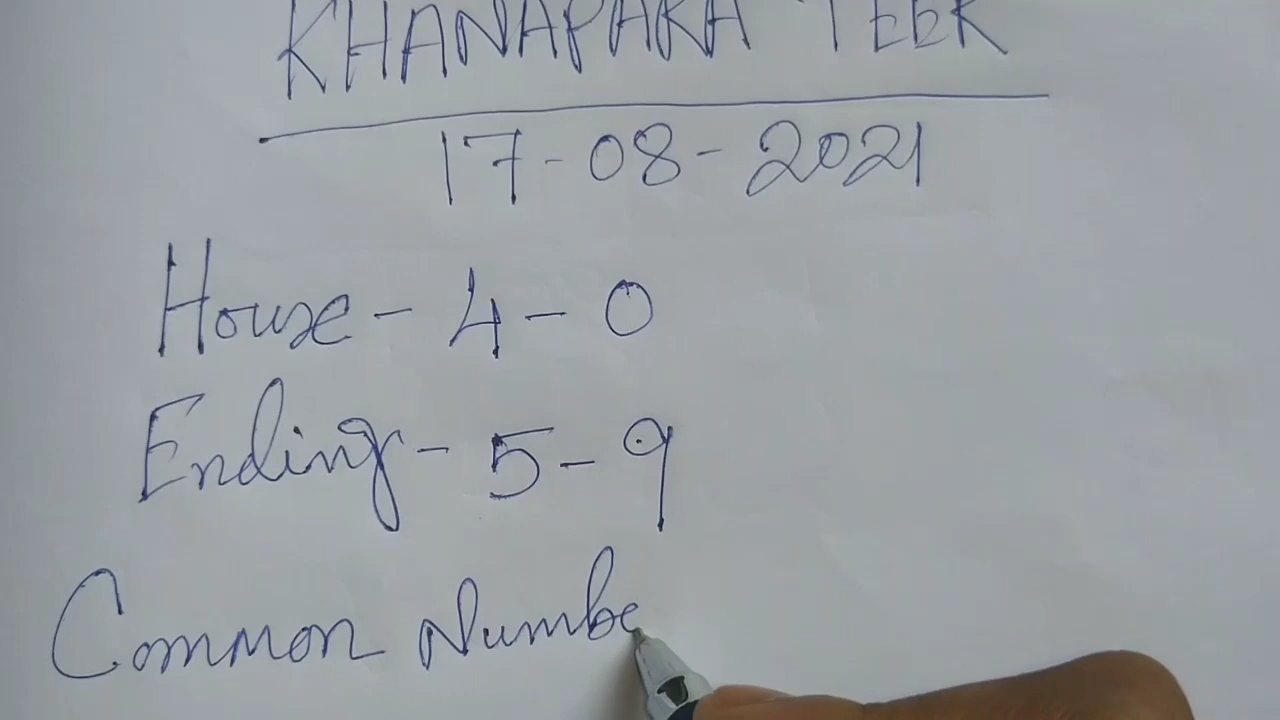 KHANAPARA TEER
17-08-2021
House - 4 - 0
Ending - 5 - 9
Common Numbe